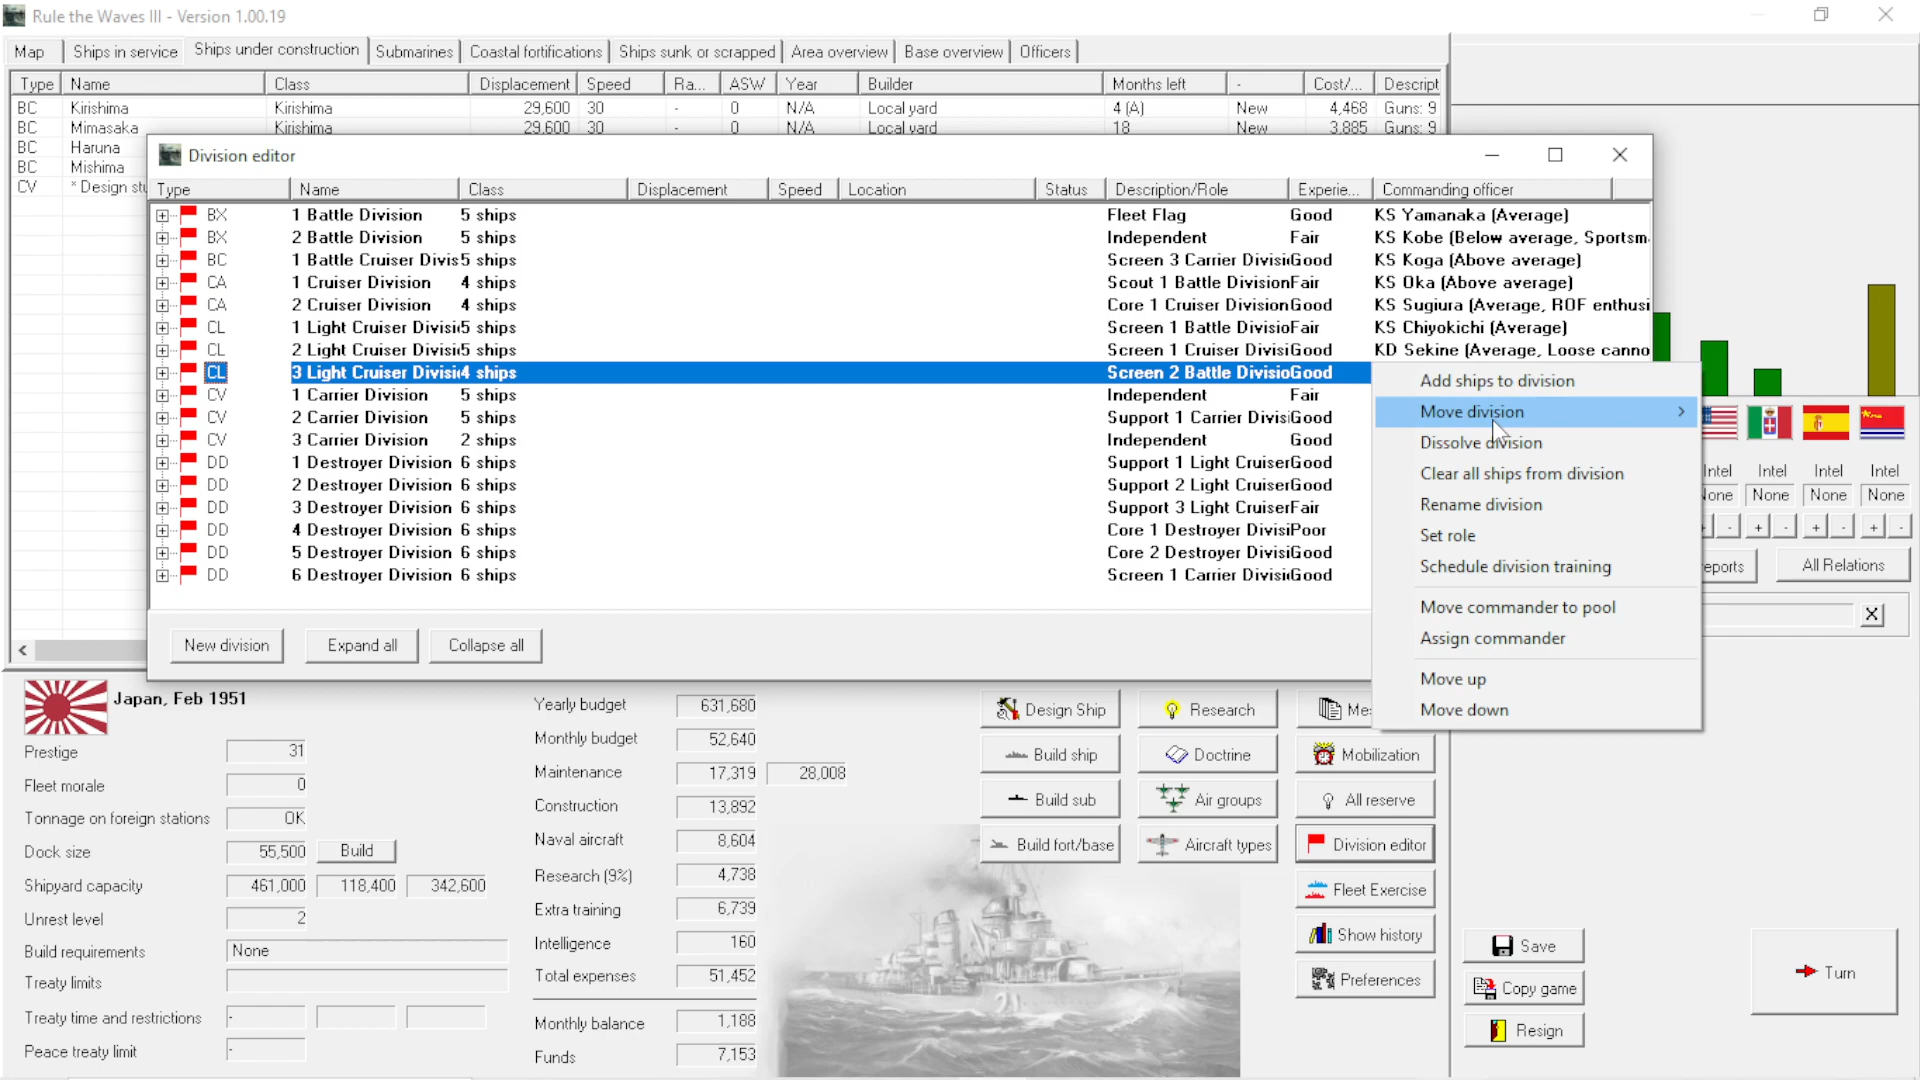 Rule the Waves III - Version 1.00.19
Map Ships in service Ships under construction Submarines Coastal fortifications Ships sunk or scrapped Area overview Base overview Officers
Type Name Class Displacement Speed Ra... ASW Year Builder Months left - Cost/... Descript
BC Kirishima Kirishima 29,600 30 - 0 N/A Local yard 4 (A) New 4,468 Guns: 9
BC Mimasaka Kirishima 29,600 30 - 0 N/A Local yard 18 New 3,885 Guns: 9
BC Haruna
BC Mishima
CV * Design stu
Division editor
Type Name Class Displacement Speed Location Status Description/Role Experie... Commanding officer
BX 1 Battle Division 5 ships Fleet Flag Good KS Yamanaka (Average)
BX 2 Battle Division 5 ships Independent Fair KS Kobe (Below average, Sportsm
BC 1 Battle Cruiser Divis 5 ships Screen 3 Carrier Divisi Good KS Koga (Above average)
CA 1 Cruiser Division 4 ships Scout 1 Battle Division Fair KS Oka (Above average)
CA 2 Cruiser Division 4 ships Core 1 Cruiser Division Good KS Sugiura (Average, ROF enthusi
CL 1 Light Cruiser Divisi 5 ships Screen 1 Battle Divisio Fair KS Chiyokichi (Average)
CL 2 Light Cruiser Divisi 5 ships Screen 1 Cruiser Divisi Good KD Sekine (Average, Loose canno
CL 3 Light Cruiser Divisi 4 ships Screen 2 Battle Divisio Good
CV 1 Carrier Division 5 ships Independent Fair
CV 2 Carrier Division 5 ships Support 1 Carrier Divisi Good
CV 3 Carrier Division 2 ships Independent Good
DD 1 Destroyer Division 6 ships Support 1 Light Cruiser Good
DD 2 Destroyer Division 6 ships Support 2 Light Cruiser Good
DD 3 Destroyer Division 6 ships Support 3 Light Cruiser Fair
DD 4 Destroyer Division 6 ships Core 1 Destroyer Divisi Poor
DD 5 Destroyer Division 6 ships Core 2 Destroyer Divisi Good
DD 6 Destroyer Division 6 ships Screen 1 Carrier Divisi Good
New division Expand all Collapse all
Add ships to division
Move division
Dissolve division
Clear all ships from division
Rename division
Set role
Schedule division training
Move commander to pool
Assign commander
Move up
Move down
Intel Intel Intel Intel
None None None None
+ - + - + - + -
eports All Relations
X
Japan, Feb 1951
Prestige 31
Fleet morale 0
Tonnage on foreign stations OK
Dock size 55,500 Build
Shipyard capacity 461,000 118,400 342,600
Unrest level 2
Build requirements None
Treaty limits
Treaty time and restrictions -
Peace treaty limit -
Yearly budget 631,680
Monthly budget 52,640
Maintenance 17,319 28,008
Construction 13,892
Naval aircraft 8,604
Research (9%) 4,738
Extra training 6,739
Intelligence 160
Total expenses 51,452
Monthly balance 1,188
Funds 7,153
Design Ship Research Me
Build ship Doctrine Mobilization
Build sub Air groups All reserve
Build fort/base Aircraft types Division editor
Fleet Exercise
Show history
Preferences
Save
Copy game
Resign
Turn
21